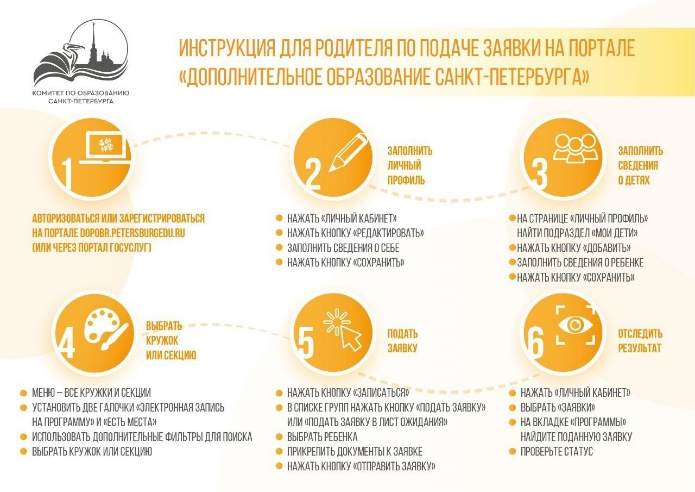 КОМИТЕТ ПО ОБРАЗОВАНИЮ
САНКТ-ПЕТЕРБУРГА
ИНСТРУКЦИЯ ДЛЯ РОДИТЕЛЯ ПО ПОДАЧЕ ЗАЯВКИ НА ПОРТАЛЕ
«ДОПОЛНИТЕЛЬНОЕ ОБРАЗОВАНИЕ САНКТ-ПЕТЕРБУРГА»
1
АВТОРИЗОВАТЬСЯ ИЛИ ЗАРЕГИСТРИРОВАТЬСЯ
НА ПОРТАЛЕ DOPOBR.PETERSBURGEDU.RU
(ИЛИ ЧЕРЕЗ ПОРТАЛ ГОСУСЛУГ)
2
ЗАПОЛНИТЬ
ЛИЧНЫЙ
ПРОФИЛЬ
НАЖАТЬ «ЛИЧНЫЙ КАБИНЕТ»
НАЖАТЬ КНОПКУ «РЕДАКТИРОВАТЬ»
ЗАПОЛНИТЬ СВЕДЕНИЯ О СЕБЕ
НАЖАТЬ КНОПКУ «СОХРАНИТЬ»
3
ЗАПОЛНИТЬ
СВЕДЕНИЯ
О ДЕТЯХ
НА СТРАНИЦЕ «ЛИЧНЫЙ ПРОФИЛЬ»
НАЙТИ ПОДРАЗДЕЛ «МОИ ДЕТИ»
НАЖАТЬ КНОПКУ «ДОБАВИТЬ»
ЗАПОЛНИТЬ СВЕДЕНИЯ О РЕБЕНКЕ
НАЖАТЬ КНОПКУ «СОХРАНИТЬ»
4
ВЫБРАТЬ
КРУЖОК
ИЛИ СЕКЦИЮ
МЕНЮ – ВСЕ КРУЖКИ И СЕКЦИИ
УСТАНОВИТЬ ДВЕ ГАЛОЧКИ «ЭЛЕКТРОННАЯ ЗАПИСЬ
НА ПРОГРАММУ» И «ЕСТЬ МЕСТА»
ИСПОЛЬЗОВАТЬ ДОПОЛНИТЕЛЬНЫЕ ФИЛЬТРЫ ДЛЯ ПОИСКА
ВЫБРАТЬ КРУЖОК ИЛИ СЕКЦИЮ
5
ПОДАТЬ
ЗАЯВКУ
НАЖАТЬ КНОПКУ «ЗАПИСАТЬСЯ»
В СПИСКЕ ГРУПП НАЖАТЬ КНОПКУ «ПОДАТЬ ЗАЯВКУ»
ИЛИ «ПОДАТЬ ЗАЯВКУ В ЛИСТ ОЖИДАНИЯ»
ВЫБРАТЬ РЕБЕНКА
ПРИКРЕПИТЬ ДОКУМЕНТЫ К ЗАЯВКЕ
НАЖАТЬ КНОПКУ «ОТПРАВИТЬ ЗАЯВКУ»
6
ОТСЛЕДИТЬ
РЕЗУЛЬТАТ
НАЖАТЬ «ЛИЧНЫЙ КАБИНЕТ»
ВЫБРАТЬ «ЗАЯВКИ»
НА ВКЛАДКЕ «ПРОГРАММЫ»
НАЙДИТЕ ПОДАННУЮ ЗАЯВКУ
ПРОВЕРЬТЕ СТАТУС